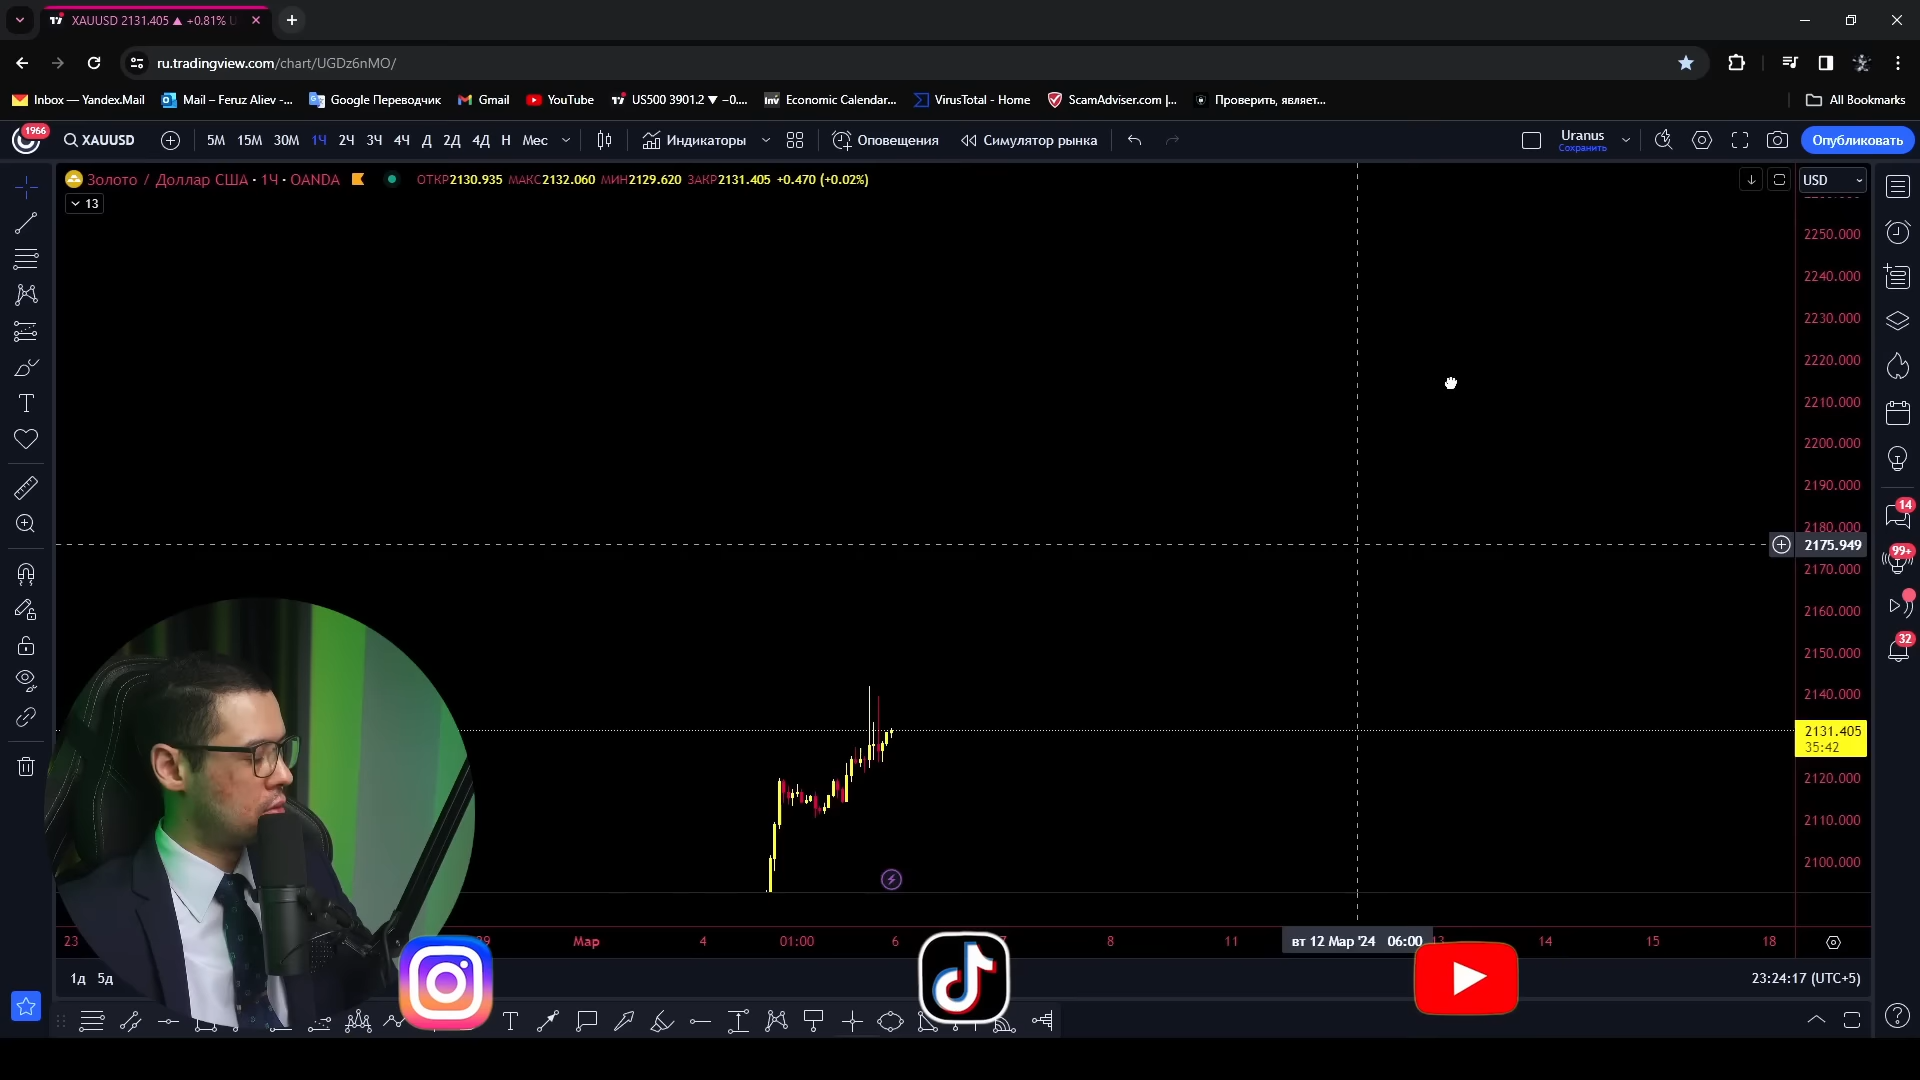 XAUUSD 2131.405 ▲ +0.81% U
ru.tradingview.com/chart/UGDz6nMO/
Inbox — Yandex.Mail
Mail – Feruz Aliev -...
Google Переводчик
Gmail
YouTube
US500 3901.2 ▼ −0....
Inv Economic Calendar...
VirusTotal - Home
ScamAdviser.com |...
Проверить, являет...
All Bookmarks
1966
XAUUSD
5М 15М 30М 1Ч 2Ч 3Ч 4Ч Д 2Д 4Д Н Мес
Индикаторы
Оповещения
Симулятор рынка
Uranus
Сохранить
Опубликовать
Золото / Доллар США · 1Ч · OANDA
ОТКР2130.935 МАКС2132.060 МИН2129.620 ЗАКР2131.405 +0.470 (+0.02%)
USD
13
2250.000
2240.000
2230.000
2220.000
2210.000
2200.000
2190.000
2180.000
2175.949
2170.000
2160.000
2150.000
2140.000
2131.405
35:42
2120.000
2110.000
2100.000
14
99+
32
23 29 Мар 4 01:00 6 7 8 11 вт 12 Мар '24 06:00 13 14 15 18
1д 5д
23:24:17 (UTC+5)